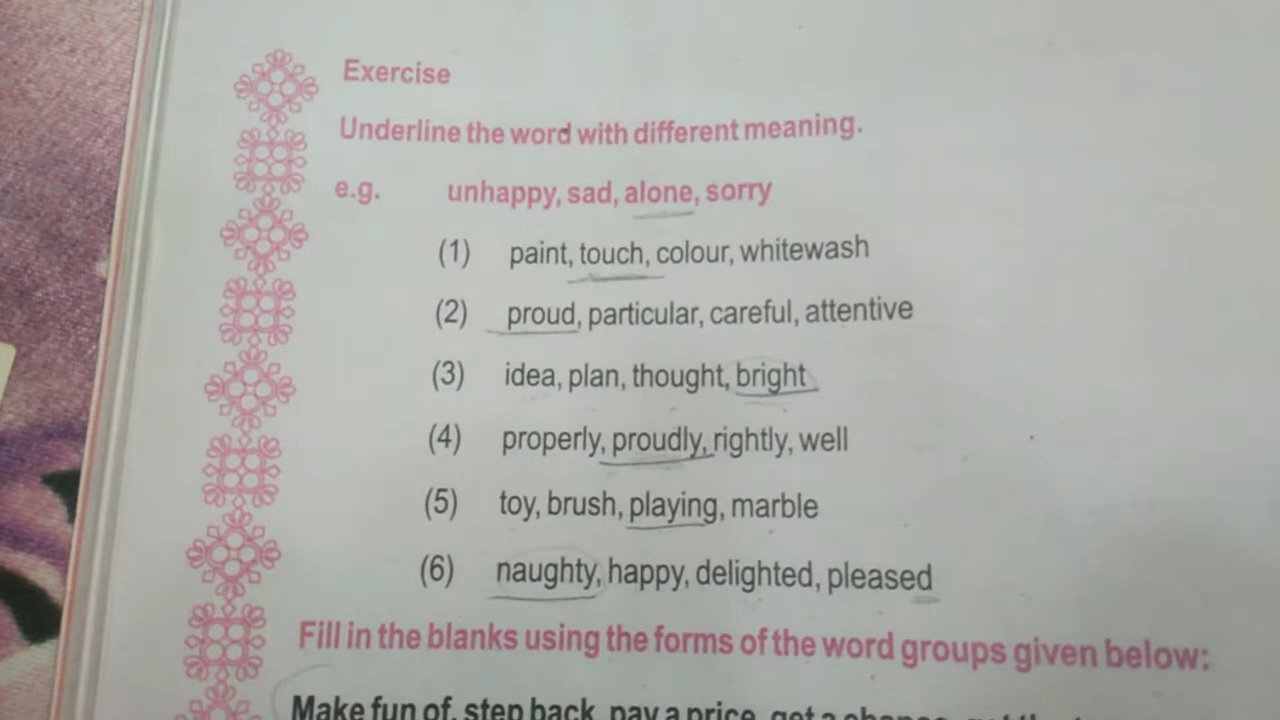 Exercise
Underline the word with different meaning.
e.g. unhappy, sad, alone, sorry
(1) paint, touch, colour, whitewash
(2) proud, particular, careful, attentive
(3) idea, plan, thought, bright
(4) properly, proudly, rightly, well
(5) toy, brush, playing, marble
(6) naughty, happy, delighted, pleased
Fill in the blanks using the forms of the word groups given below:
Make fun of, step back, pay a price, get a